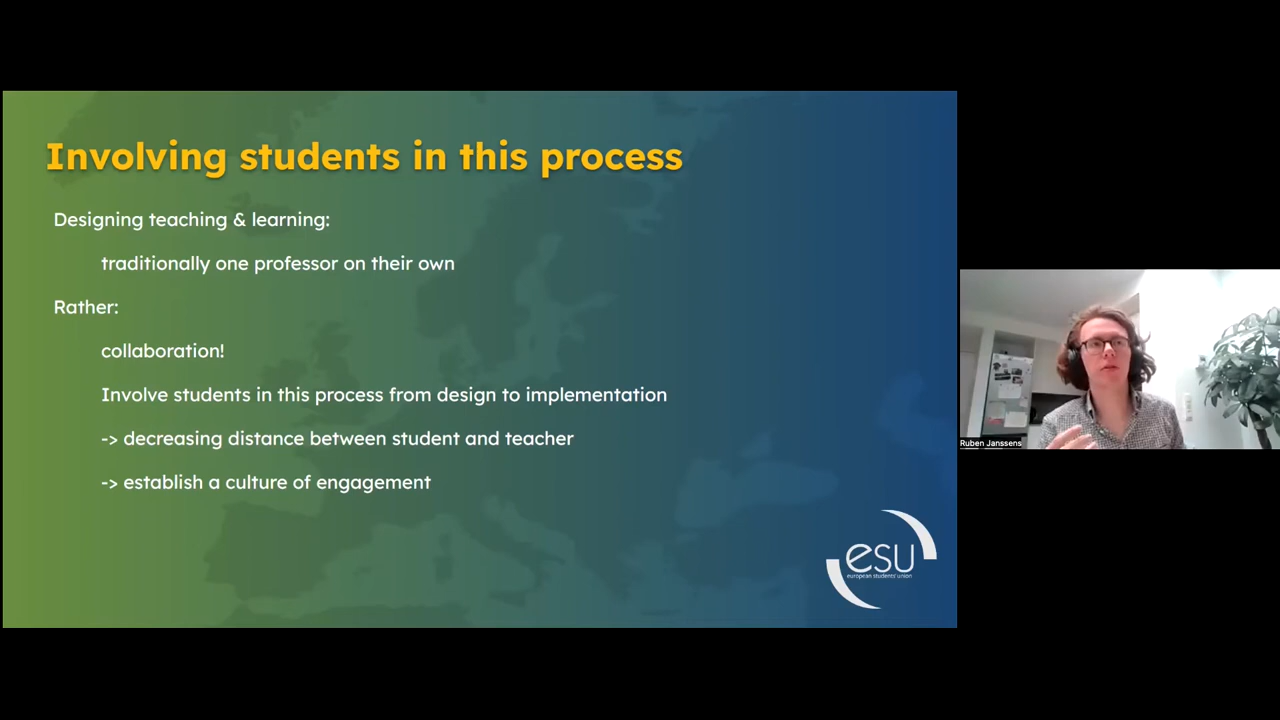 Involving students in this process
Designing teaching & learning:
traditionally one professor on their own
Rather:
collaboration!
Involve students in this process from design to implementation
-> decreasing distance between student and teacher
-> establish a culture of engagement
esu
european students' union
Ruben Janssens